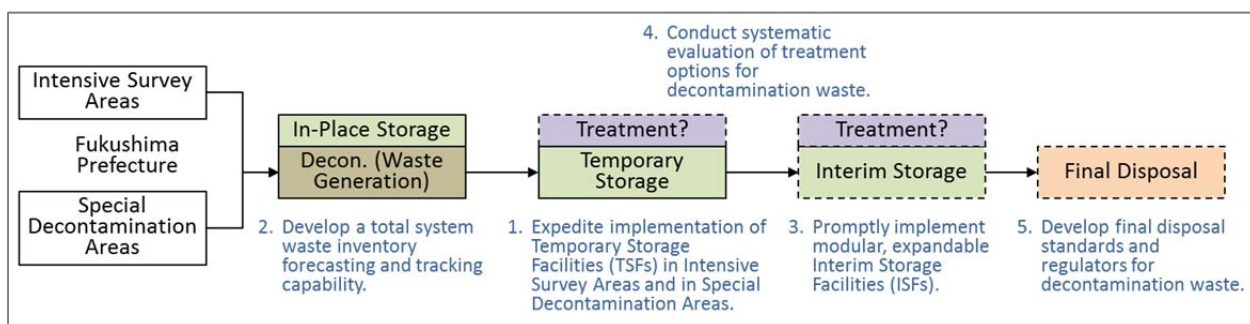 4. Conduct systematic
evaluation of treatment
options for
decontamination waste.
Intensive Survey
Areas
Fukushima
Prefecture
Special
Decontamination
Areas
In-Place Storage
Decon. (Waste
Generation)
2. Develop a total system
waste inventory
forecasting and tracking
capability.
Treatment?
Temporary
Storage
1. Expedite implementation of
Temporary Storage
Facilities (TSFs) in Intensive
Survey Areas and in Special
Decontamination Areas.
Treatment?
Interim Storage
3. Promptly implement
modular, expandable
Interim Storage
Facilities (ISFs).
Final Disposal
5. Develop final disposal
standards and
regulators for
decontamination waste.